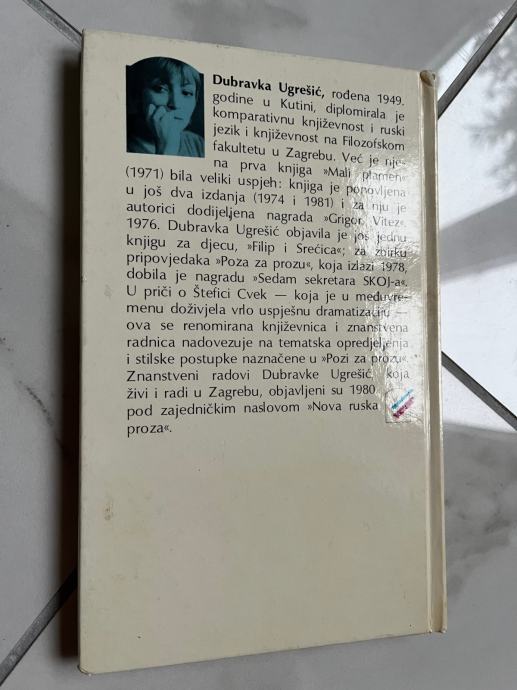 Dubravka Ugrešić, rođena 1949.
godine u Kutini, diplomirala je
komparativnu književnost i ruski
jezik i književnost na Filozofskom
fakultetu u Zagrebu. Već je nje-
na prva knjiga »Mali plamen«
(1971) bila veliki uspjeh: knjiga je ponovljena
u još dva izdanja (1974 i 1981) i za nju je
autorici dodijeljena nagrada »Grigor Vitez«.
1976. Dubravka Ugrešić objavila je još jednu
knjigu za djecu, »Filip i Srećica«; za zbirku
pripovjedaka »Poza za prozu«, koja izlazi 1978,
dobila je nagradu »Sedam sekretara SKOJ-a«.
U priči o Štefici Cvek — koja je u međuvre-
menu doživjela vrlo uspješnu dramatizaciju —
ova se renomirana književnica i znanstvena
radnica nadovezuje na tematska opredjeljenja
i stilske postupke naznačene u »Pozi za prozu«.
Znanstveni radovi Dubravke Ugrešić, koja
živi i radi u Zagrebu, objavljeni su 1980
pod zajedničkim naslovom »Nova ruska
proza«.